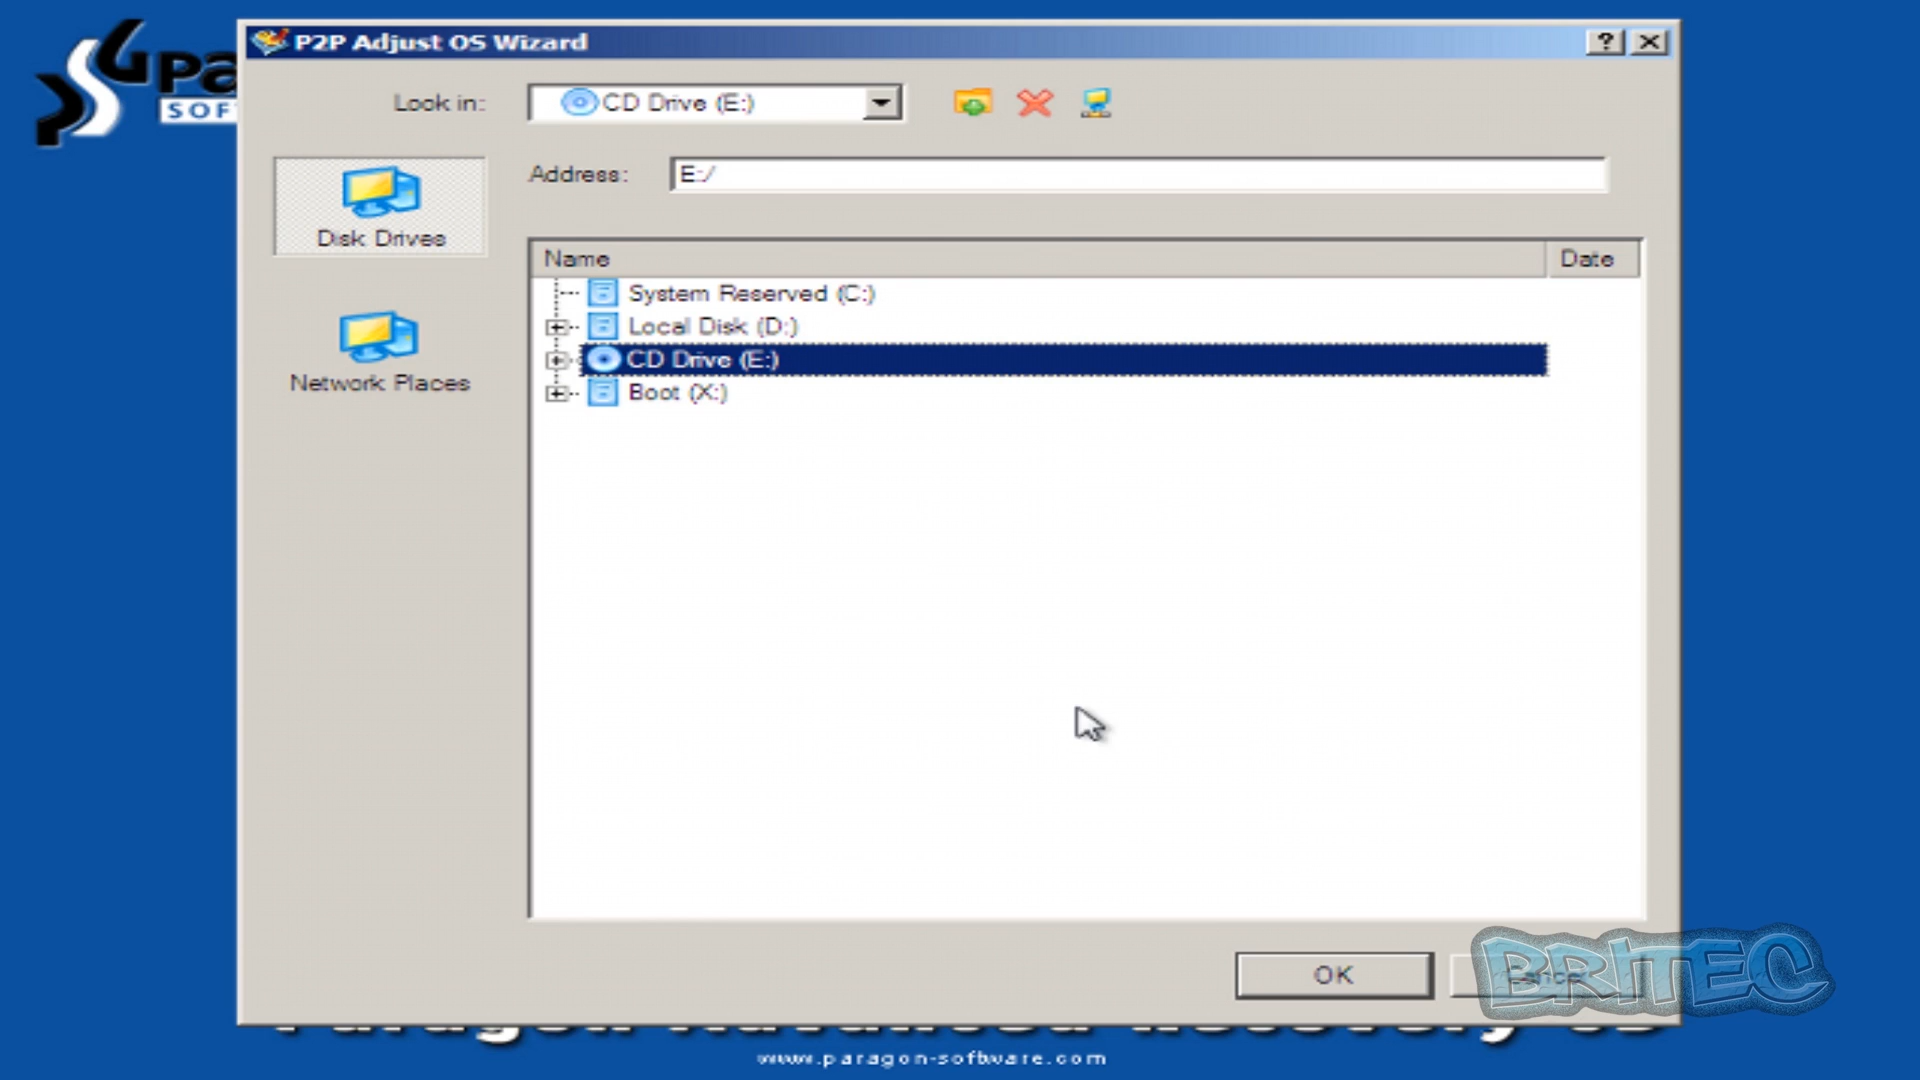 P2P Adjust OS Wizard
Look in:
CD Drive (E:)
Address:
E:/
Disk Drives
Network Places
Name
Date
System Reserved (C:)
Local Disk (D:)
CD Drive (E:)
Boot (X:)
OK
Cancel
BRITEC
www.paragon-software.com